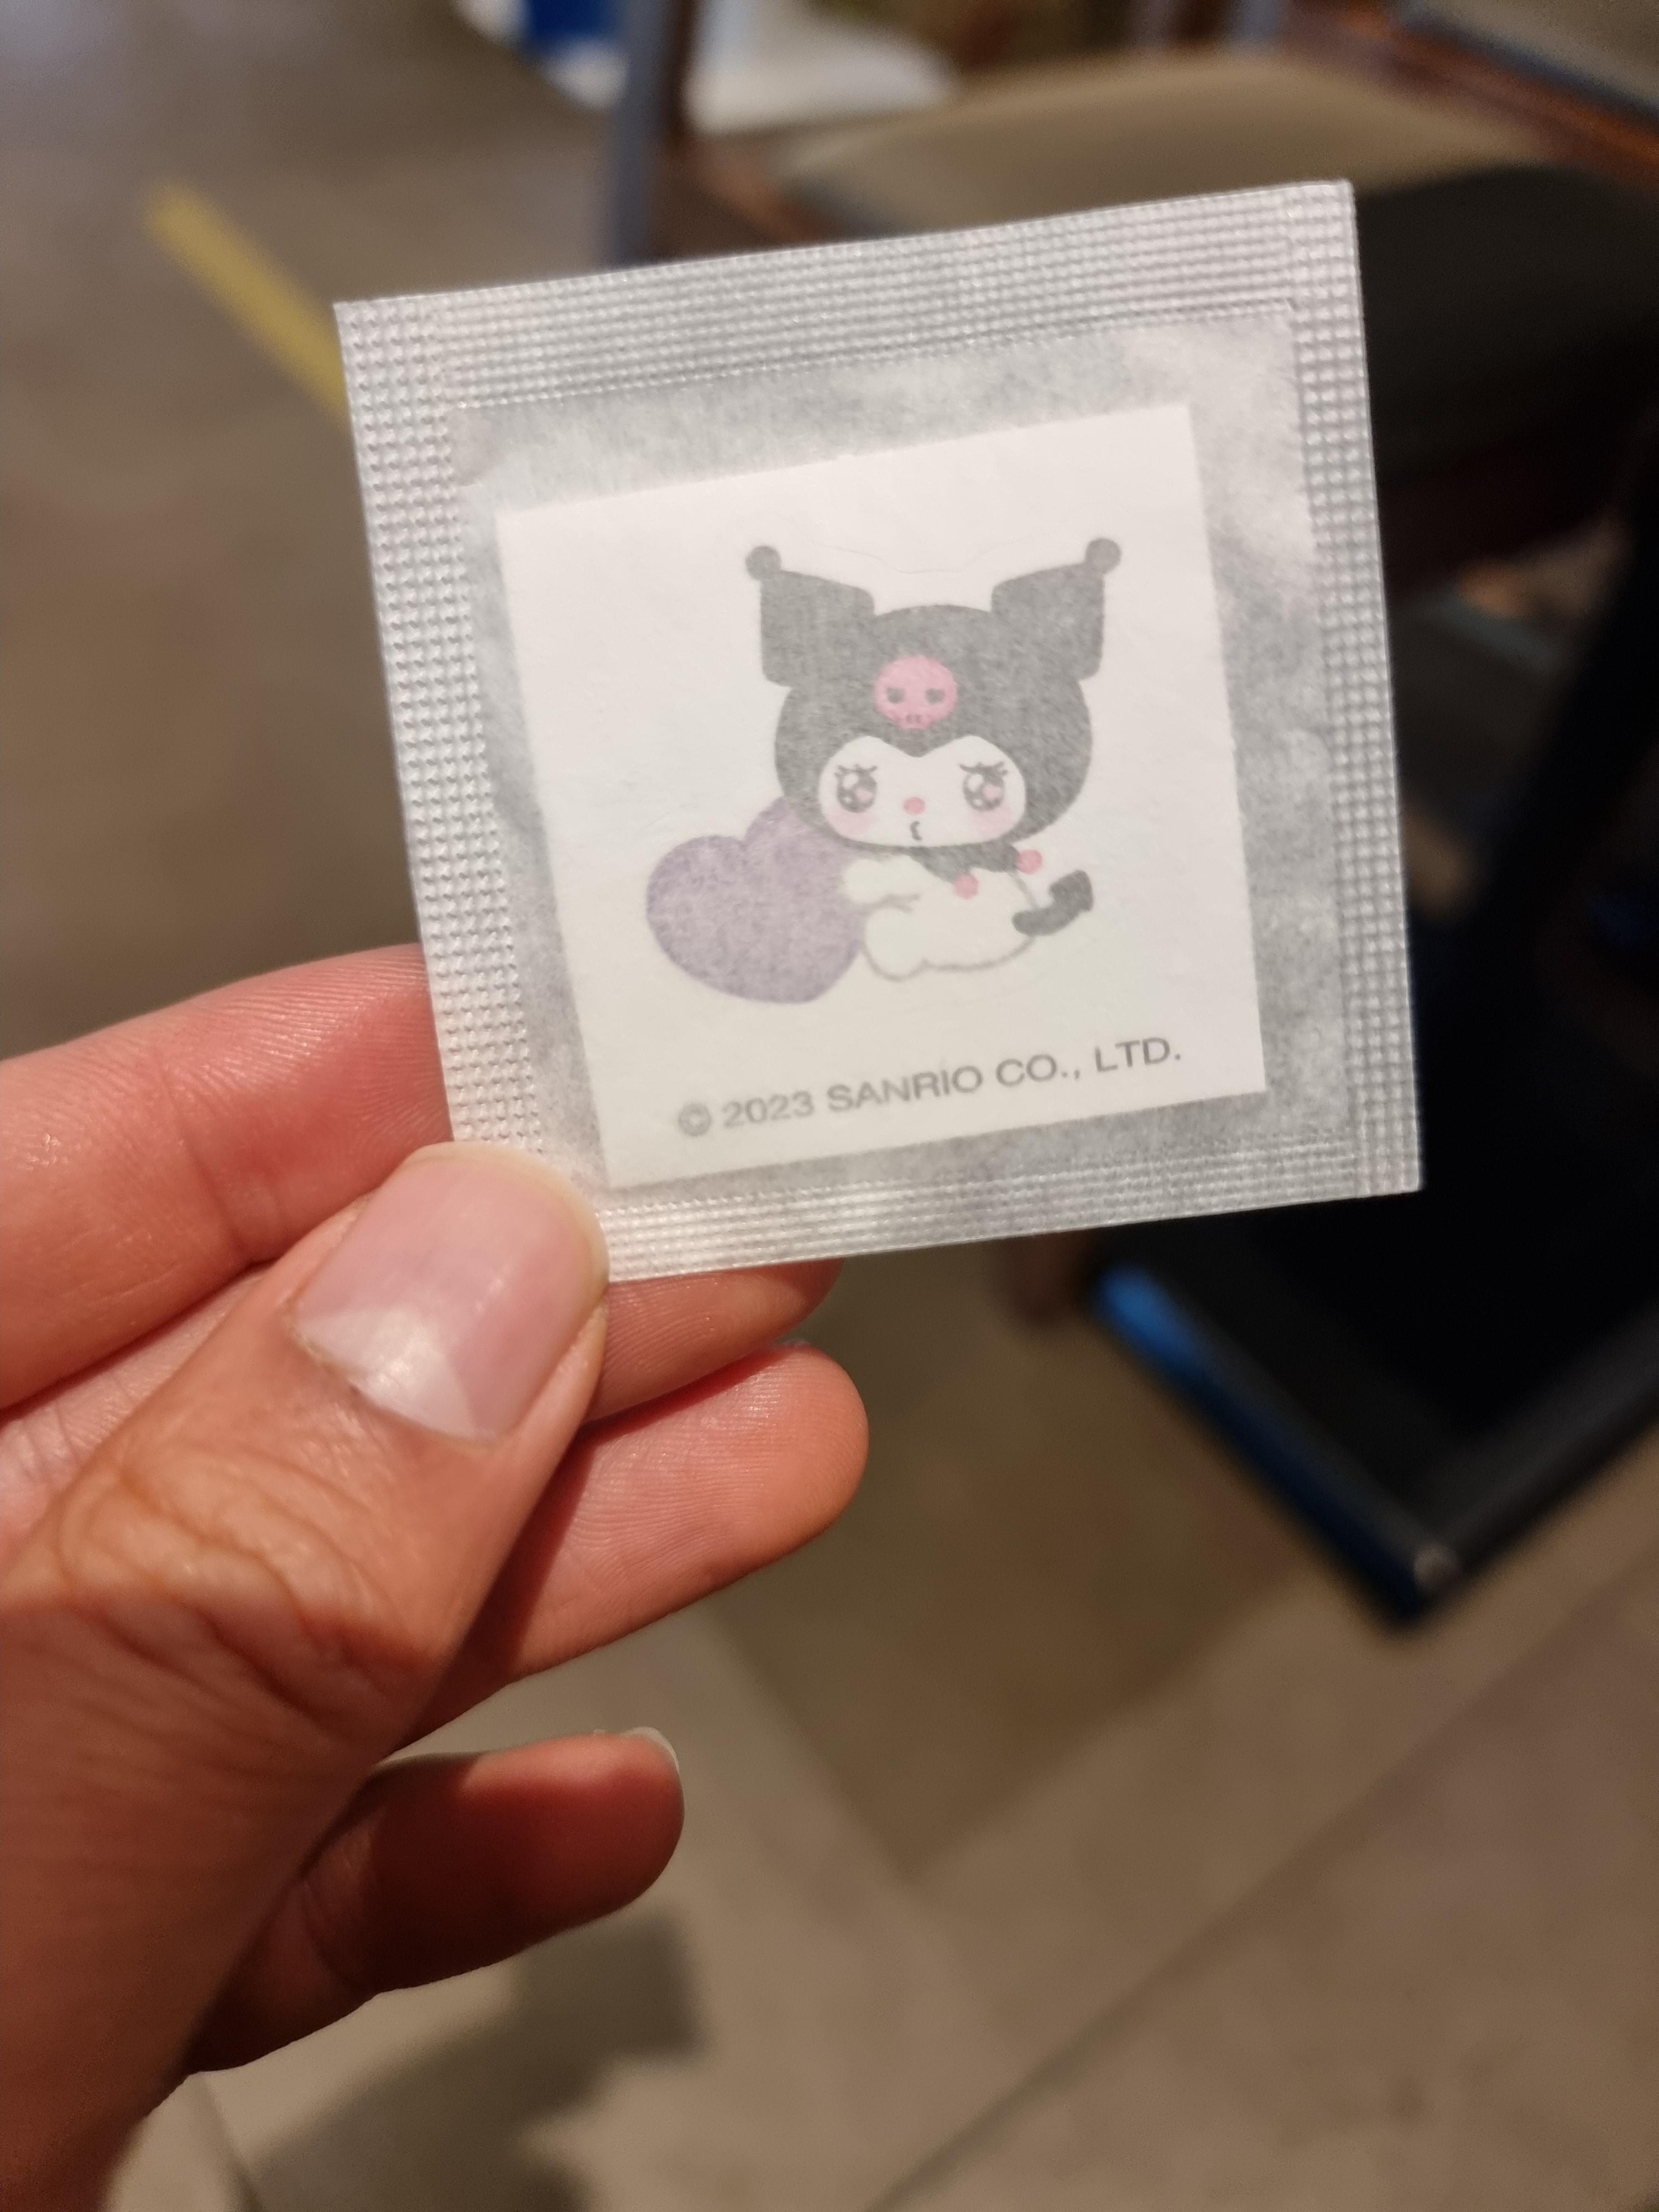 © 2023 SANRIO CO., LTD.